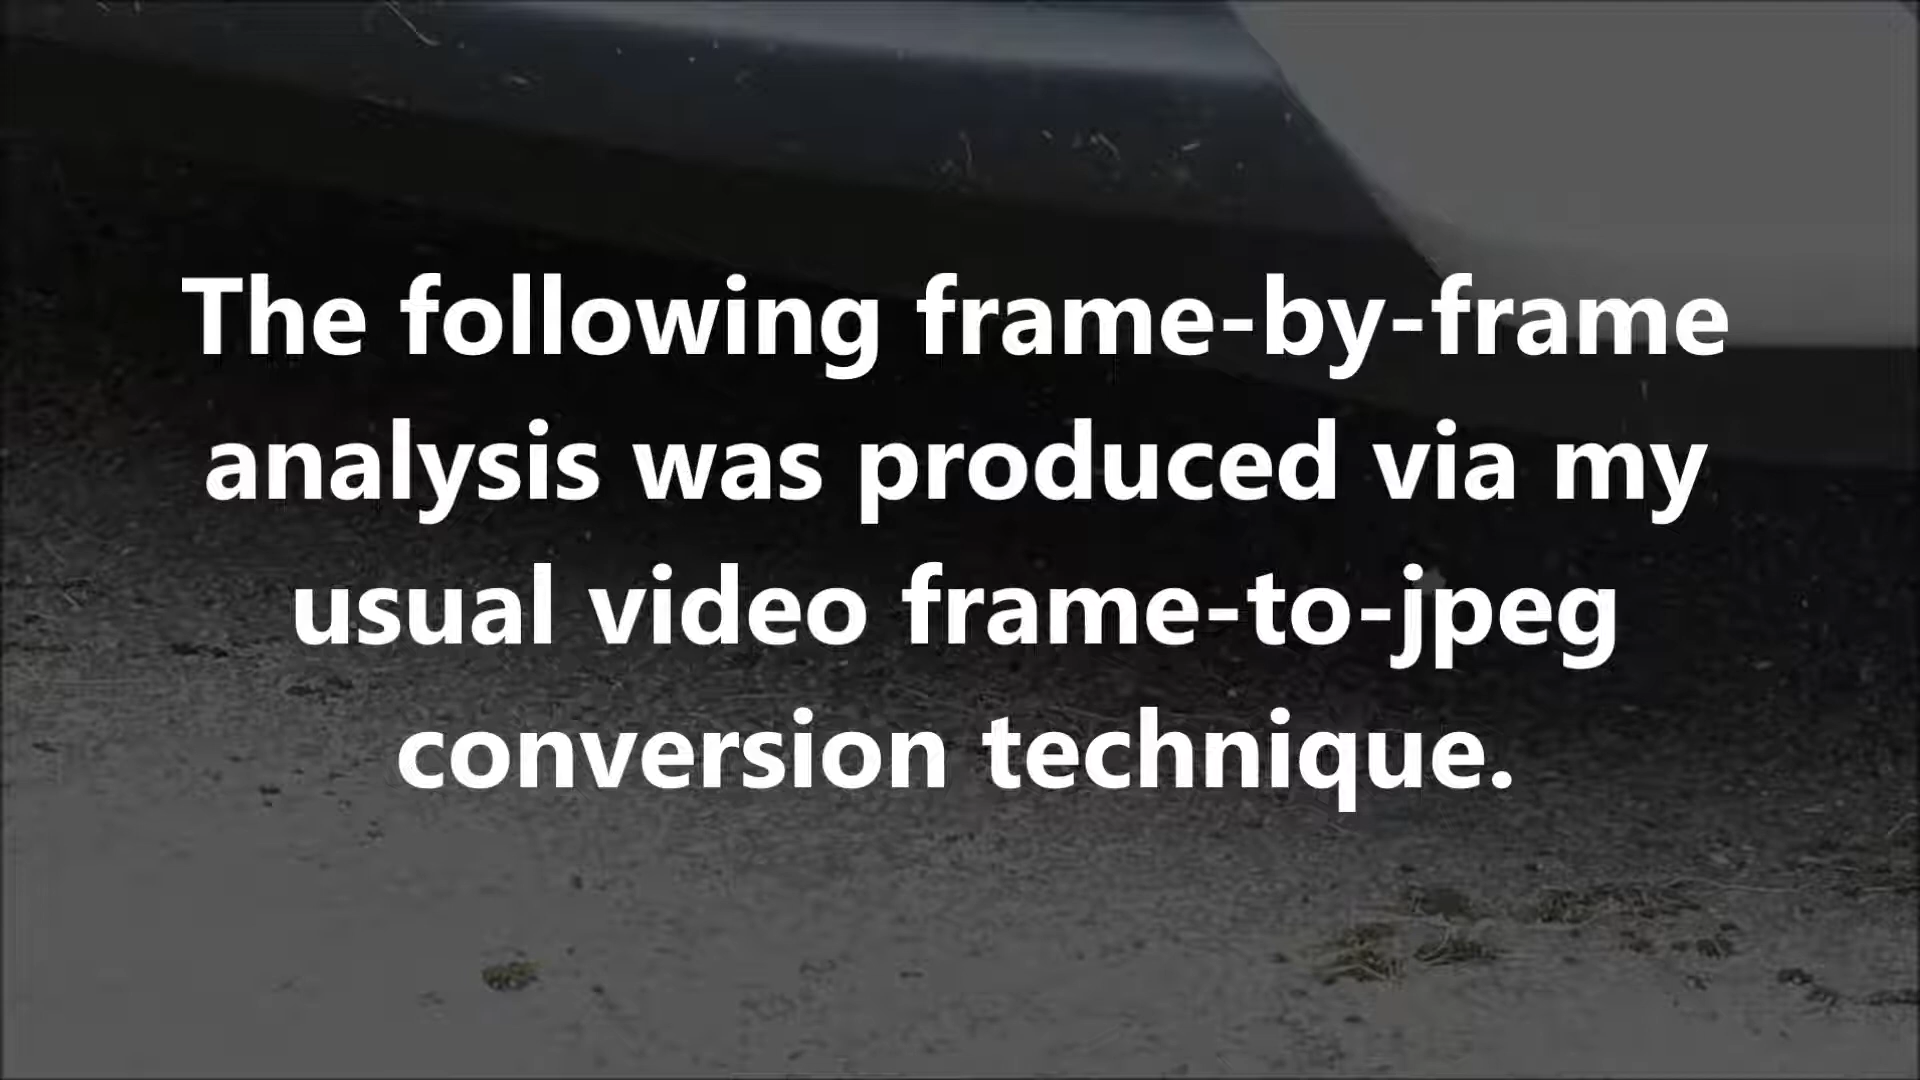 The following frame-by-frame
analysis was produced via my
usual video frame-to-jpeg
conversion technique.